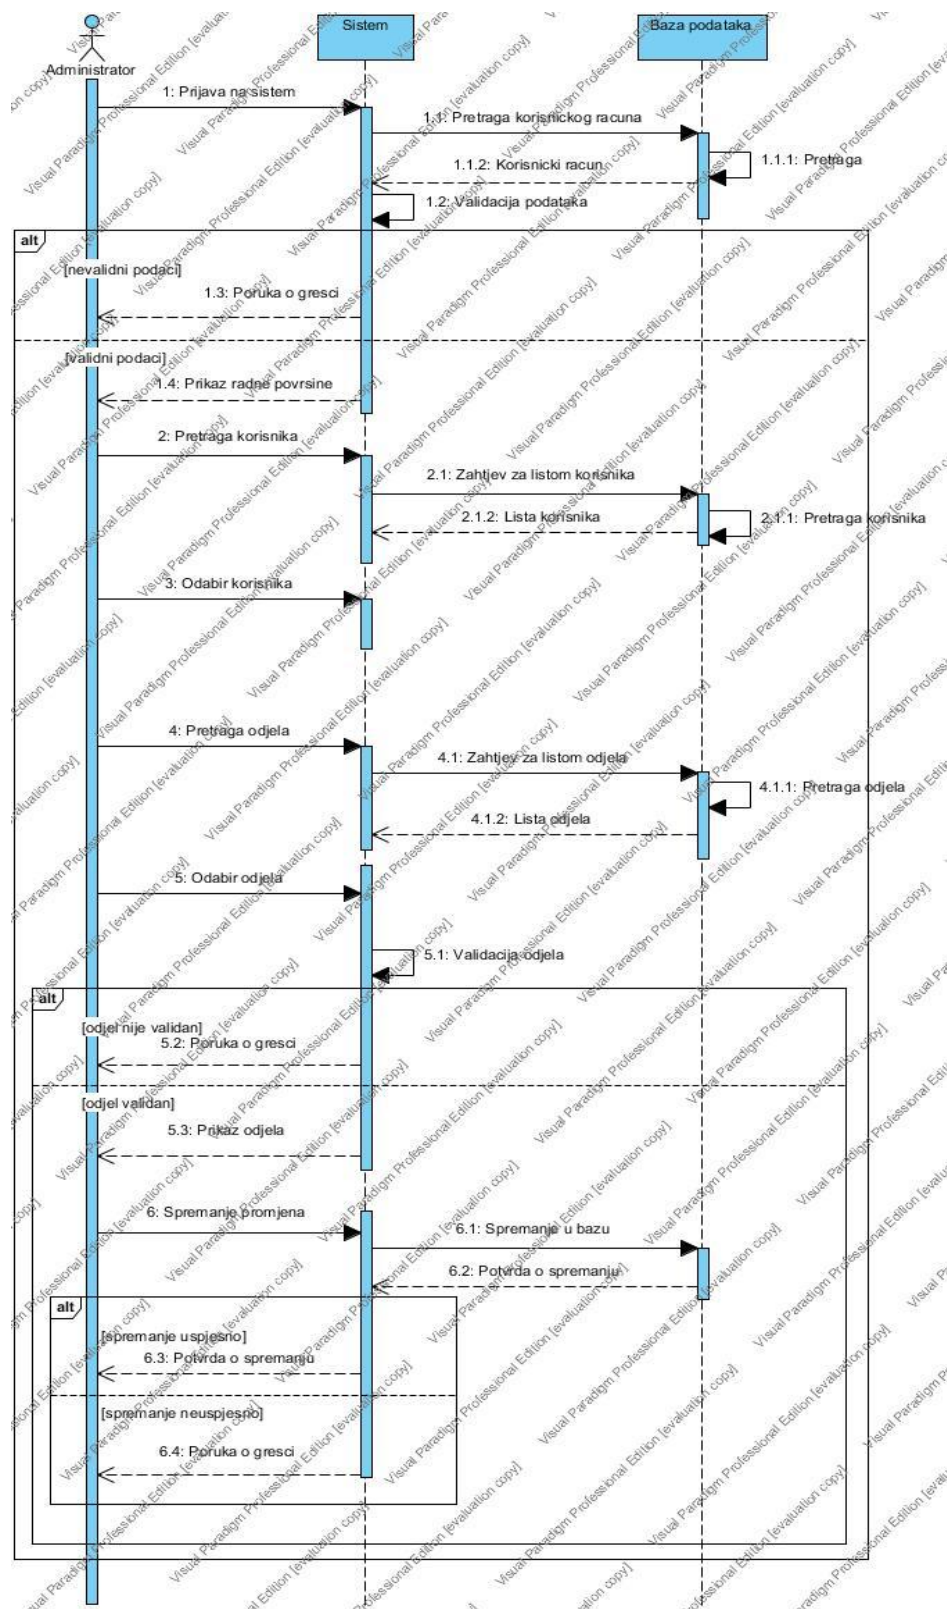 Sistem
Baza podataka
Administrator
1: Prijava na sistem
1.1: Pretraga korisnickog racuna
1.1.1: Pretraga
1.1.2: Korisnicki racun
1.2: Validacija podataka
alt
[nevalidni podaci]
1.3: Poruka o gresci
[validni podaci]
1.4: Prikaz radne povrsine
2: Pretraga korisnika
2.1: Zahtjev za listom korisnika
2.1.2: Lista korisnika
2.1.1: Pretraga korisnika
3: Odabir korisnika
4: Pretraga odjela
4.1: Zahtjev za listom odjela
4.1.1: Pretraga odjela
4.1.2: Lista odjela
5: Odabir odjela
5.1: Validacija odjela
alt
[odjel nije validan]
5.2: Poruka o gresci
[odjel validan]
5.3: Prikaz odjela
6: Spremanje promjena
6.1: Spremanje u bazu
6.2: Potvrda o spremanju
alt
[spremanje uspjesno]
6.3: Potvrda o spremanju
[spremanje neuspjesno]
6.4: Poruka o gresci
Visual Paradigm Professional Edition [evaluation copy]